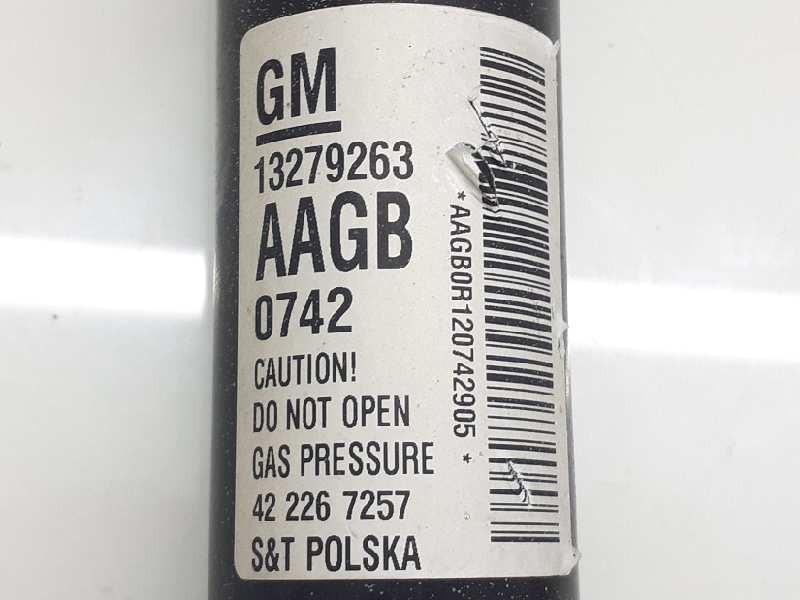 GM
13279263
AAGB
0742
CAUTION!
DO NOT OPEN
GAS PRESSURE
42 226 7257
S&T POLSKA
*AAGB0R120742905*